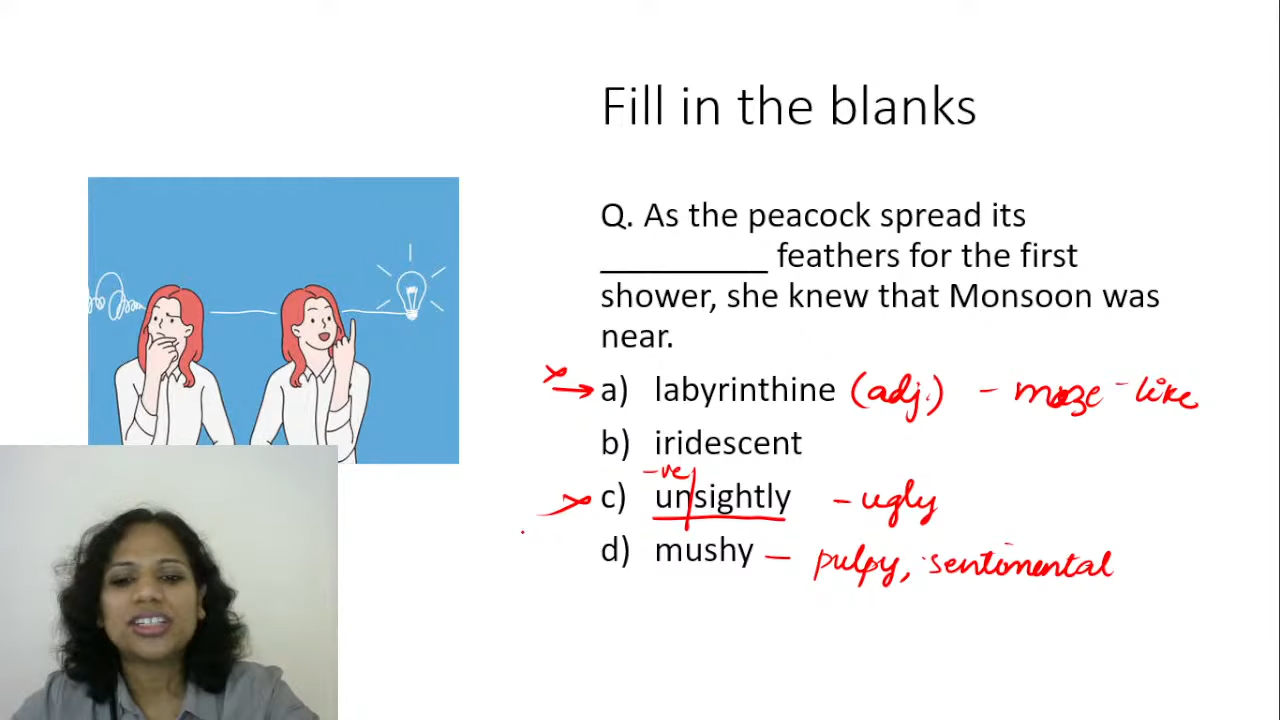 Fill in the blanks
Q. As the peacock spread its
_________ feathers for the first
shower, she knew that Monsoon was
near.
a) labyrinthine (adj.) - maze-like
b) iridescent
-ve
c) unsightly - ugly
d) mushy - pulpy, sentimental